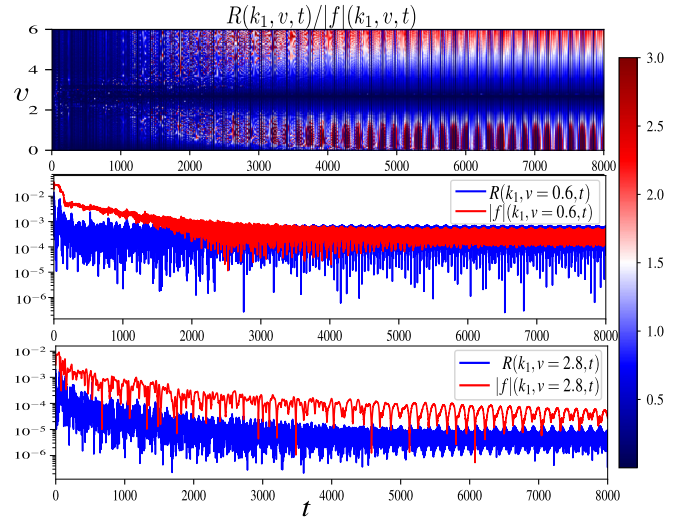 R(k₁, v, t)/|f|(k₁, v, t)
6
4
v
2
0
0 1000 2000 3000 4000 5000 6000 7000 8000
3.0
2.5
2.0
1.5
1.0
0.5
10⁻²
10⁻³
10⁻⁴
10⁻⁵
10⁻⁶
R(k₁, v = 0.6, t)
|f|(k₁, v = 0.6, t)
0 1000 2000 3000 4000 5000 6000 7000 8000
10⁻²
10⁻³
10⁻⁴
10⁻⁵
10⁻⁶
R(k₁, v = 2.8, t)
|f|(k₁, v = 2.8, t)
0 1000 2000 3000 4000 5000 6000 7000 8000
t